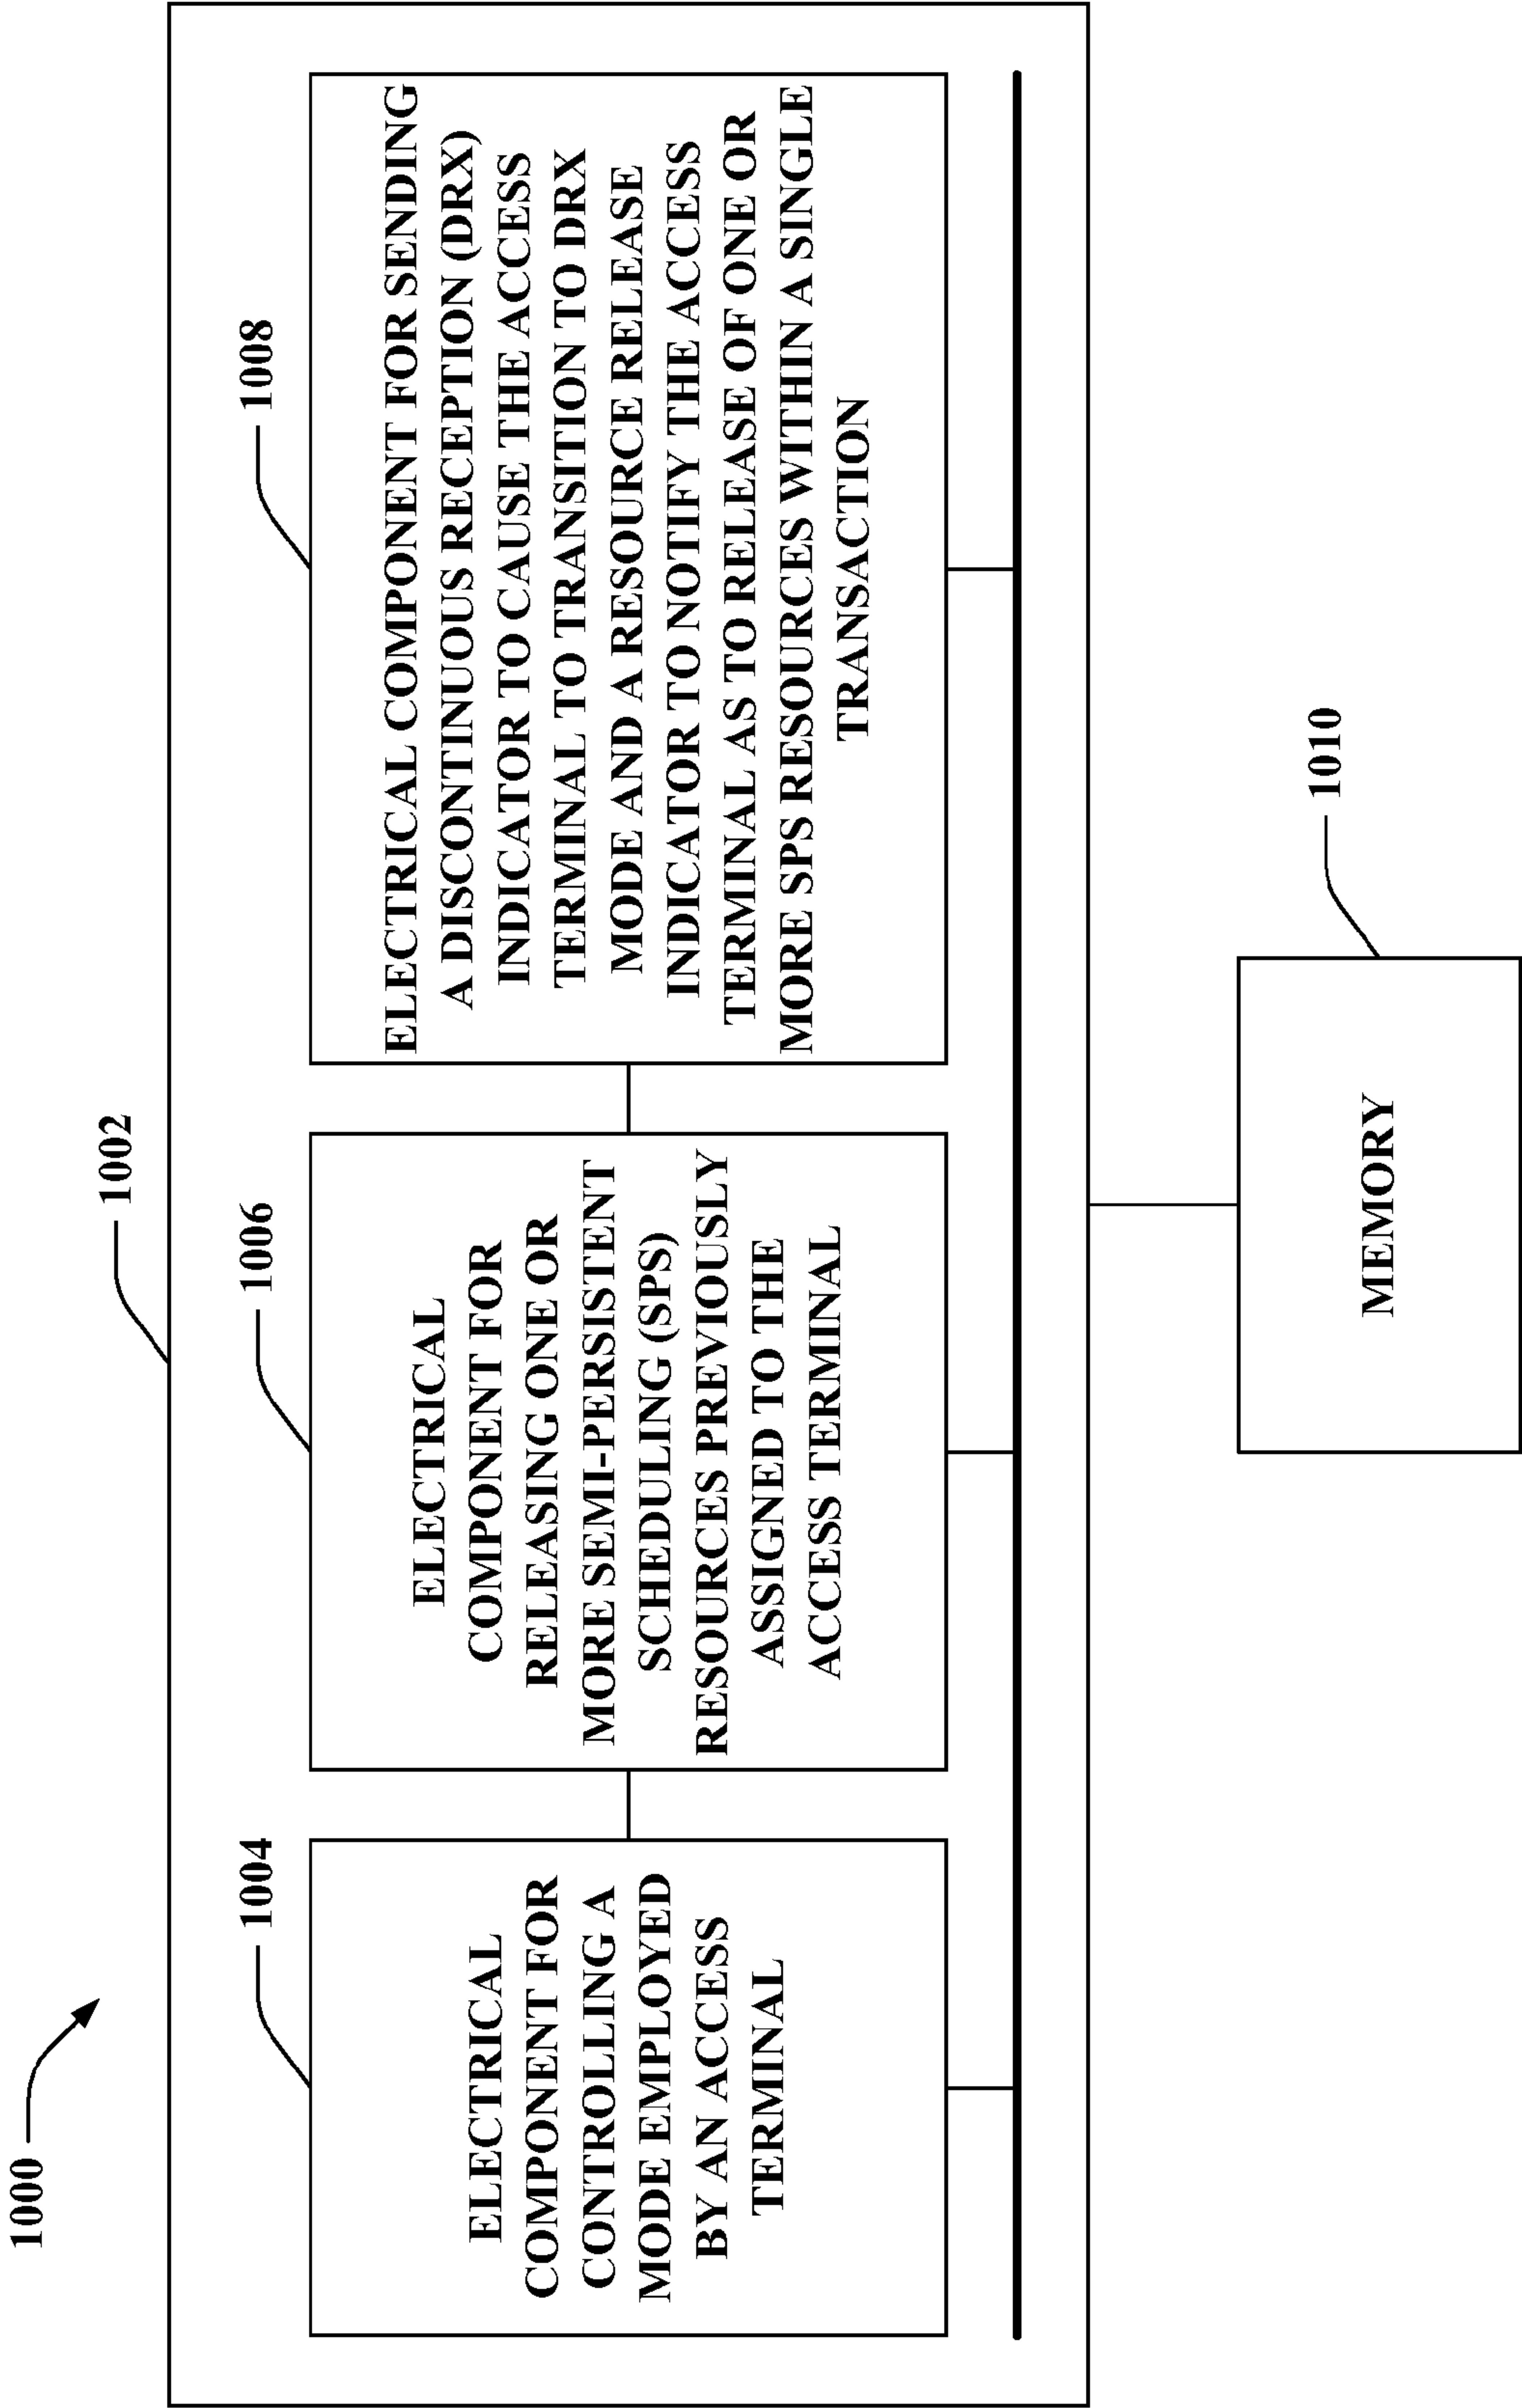 1000
1002
1004
ELECTRICAL
COMPONENT FOR
CONTROLLING A
MODE EMPLOYED
BY AN ACCESS
TERMINAL
1006
ELECTRICAL
COMPONENT FOR
RELEASING ONE OR
MORE SEMI-PERSISTENT
SCHEDULING (SPS)
RESOURCES PREVIOUSLY
ASSIGNED TO THE
ACCESS TERMINAL
1008
ELECTRICAL COMPONENT FOR SENDING
A DISCONTINUOUS RECEPTION (DRX)
INDICATOR TO CAUSE THE ACCESS
TERMINAL TO TRANSITION TO DRX
MODE AND A RESOURCE RELEASE
INDICATOR TO NOTIFY THE ACCESS
TERMINAL AS TO RELEASE OF ONE OR
MORE SPS RESOURCES WITHIN A SINGLE
TRANSACTION
1010
MEMORY